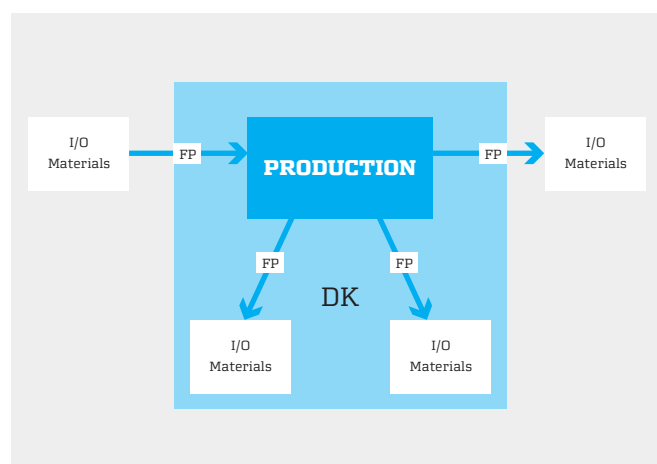 I/O
Materials
FP
PRODUCTION
FP
I/O
Materials
FP
FP
DK
I/O
Materials
I/O
Materials